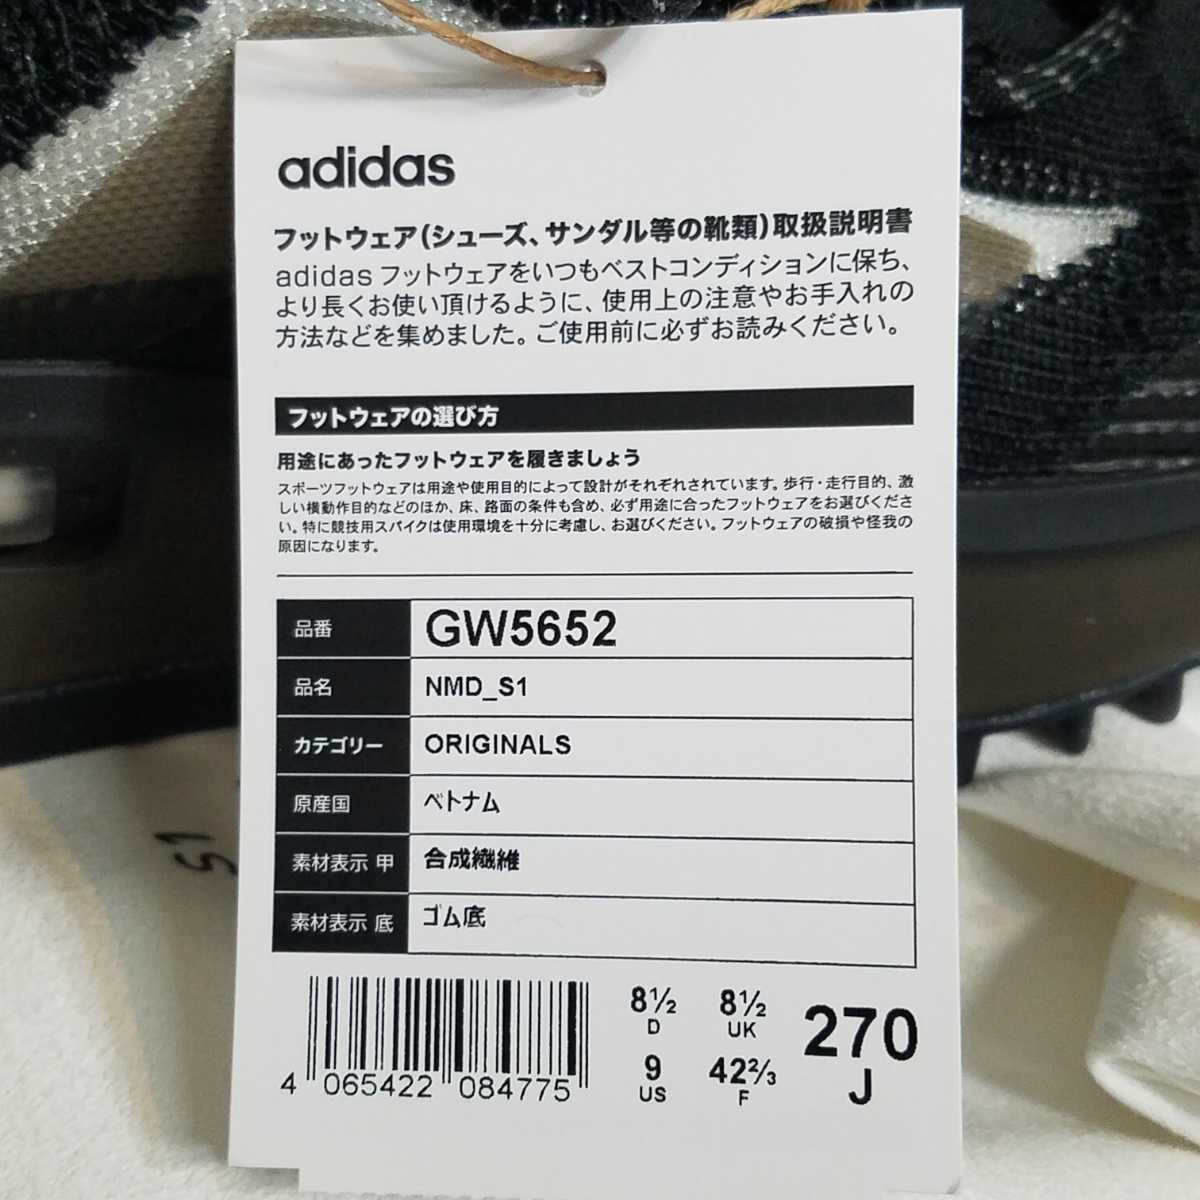 adidas
フットウェア(シューズ、サンダル等の靴類)取扱説明書
adidas フットウェアをいつもベストコンディションに保ち、
より長くお使い頂けるように、使用上の注意やお手入れの
方法などを集めました。ご使用前に必ずお読みください。
フットウェアの選び方
用途にあったフットウェアを履きましょう
スポーツフットウェアは用途や使用目的によって設計がそれぞれされています。歩行・走行目的、激
しい横動作目的などのほか、床、路面の条件も含め、必ず用途に合ったフットウェアをお選びくださ
い。特に競技用スパイクは使用環境を十分に考慮し、お選びください。フットウェアの破損や怪我の
原因になります。
品番 GW5652
品名 NMD_S1
カテゴリー ORIGINALS
原産国 ベトナム
素材表示 甲 合成繊維
素材表示 底 ゴム底
8½ 8½ 270
D UK
9 42⅔ J
US F
4 065422 084775
S1